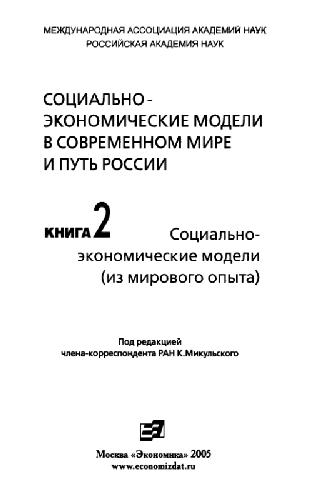 МЕЖДУНАРОДНАЯ АССОЦИАЦИЯ АКАДЕМИЙ НАУК
РОССИЙСКАЯ АКАДЕМИЯ НАУК
СОЦИАЛЬНО-
ЭКОНОМИЧЕСКИЕ МОДЕЛИ
В СОВРЕМЕННОМ МИРЕ
И ПУТЬ РОССИИ
КНИГА 2 Социально-
экономические модели
(из мирового опыта)
Под редакцией
члена-корреспондента РАН К.Микульского
Москва «Экономика» 2005
www.economizdat.ru